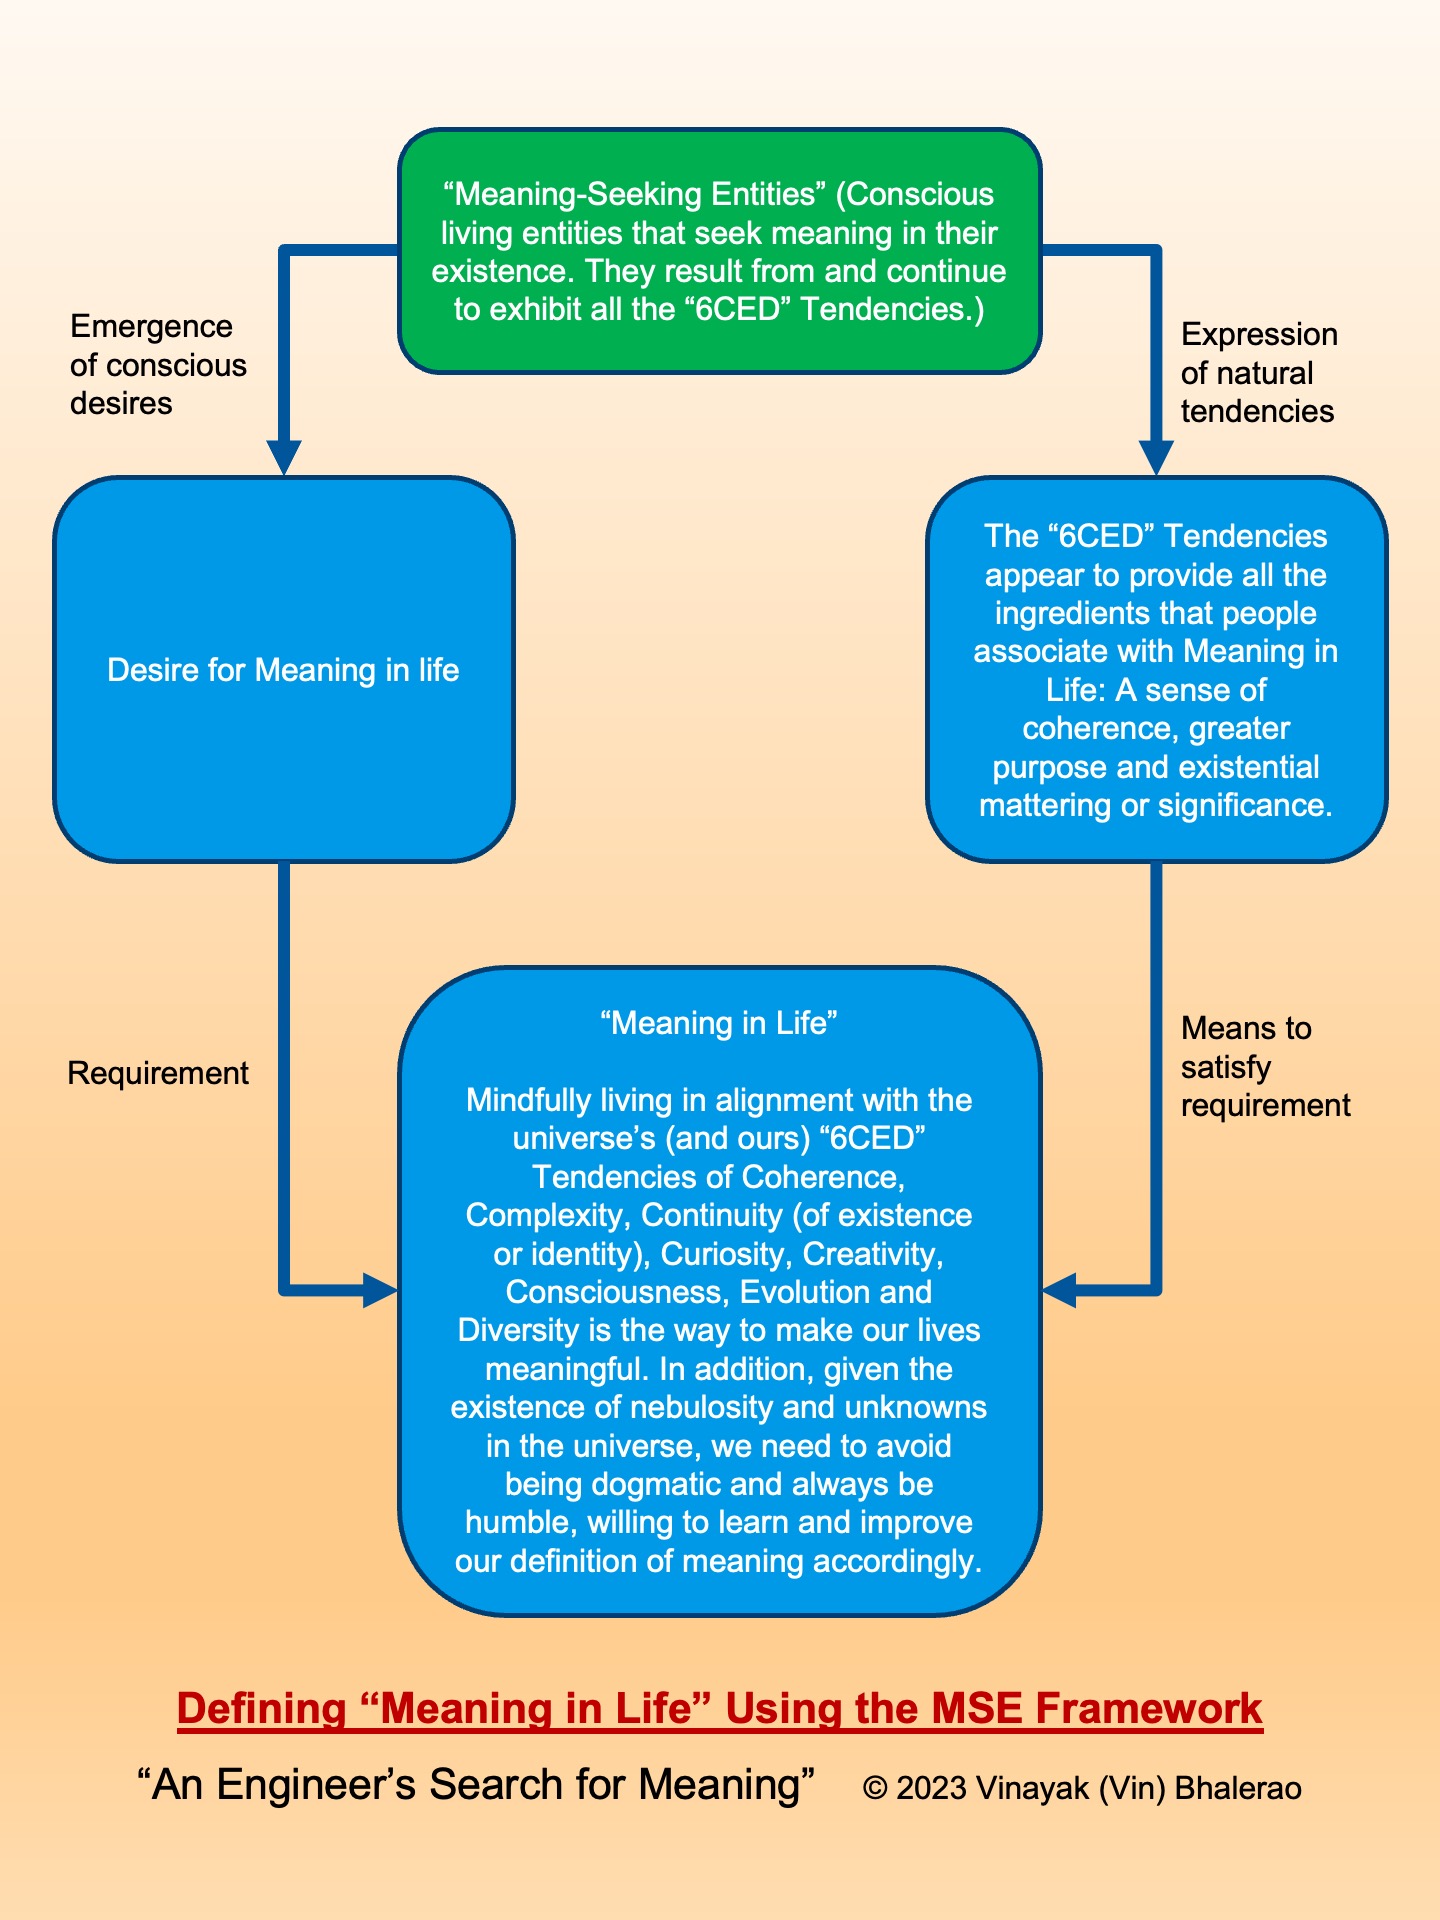 “Meaning-Seeking Entities” (Conscious
living entities that seek meaning in their
existence. They result from and continue
to exhibit all the “6CED” Tendencies.)
Emergence
of conscious
desires
Expression
of natural
tendencies
Desire for Meaning in life
The “6CED” Tendencies
appear to provide all the
ingredients that people
associate with Meaning in
Life: A sense of
coherence, greater
purpose and existential
mattering or significance.
Requirement
Means to
satisfy
requirement
“Meaning in Life”
Mindfully living in alignment with the
universe’s (and ours) “6CED”
Tendencies of Coherence,
Complexity, Continuity (of existence
or identity), Curiosity, Creativity,
Consciousness, Evolution and
Diversity is the way to make our lives
meaningful. In addition, given the
existence of nebulosity and unknowns
in the universe, we need to avoid
being dogmatic and always be
humble, willing to learn and improve
our definition of meaning accordingly.
Defining “Meaning in Life” Using the MSE Framework
“An Engineer’s Search for Meaning” © 2023 Vinayak (Vin) Bhalerao